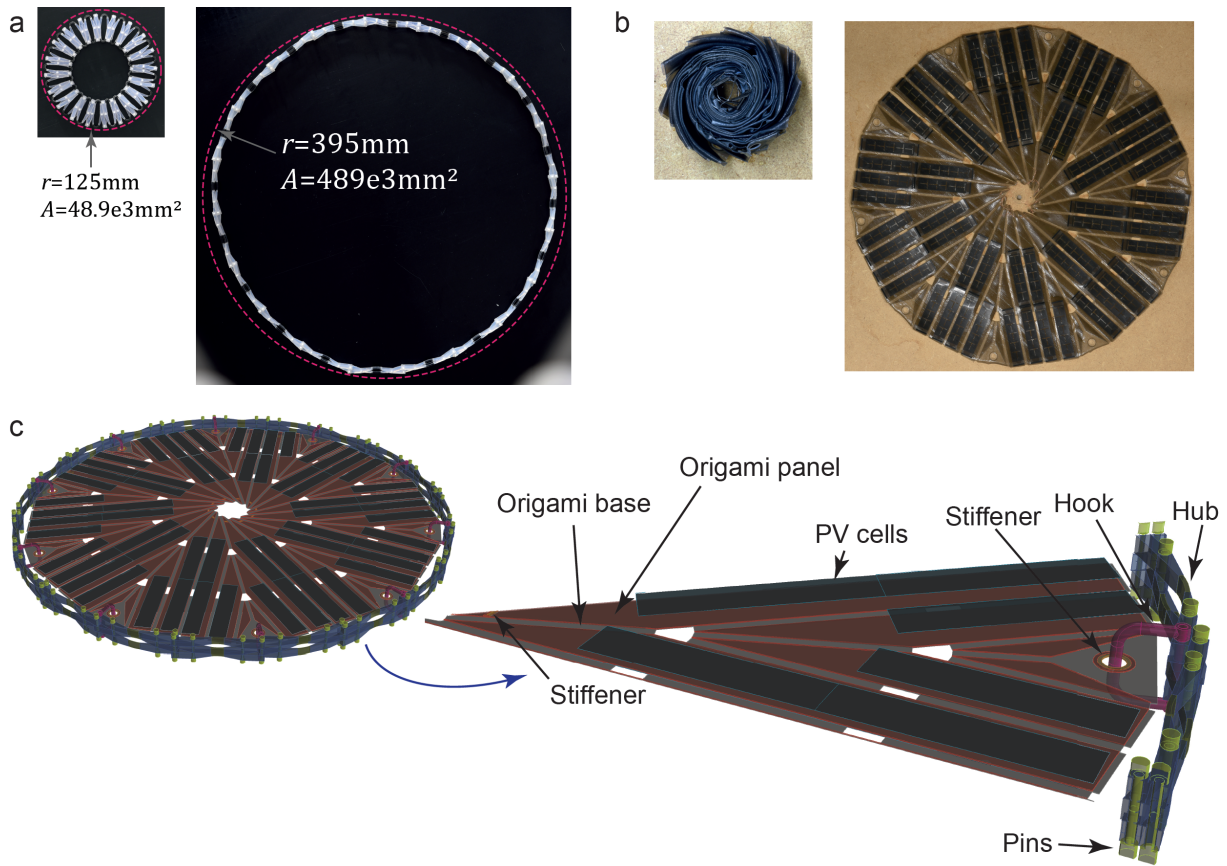 a
r=125mm
A=48.9e3mm²
r=395mm
A=489e3mm²
b
c
Origami panel
Origami base
PV cells
Stiffener
Hook
Hub
Stiffener
Pins